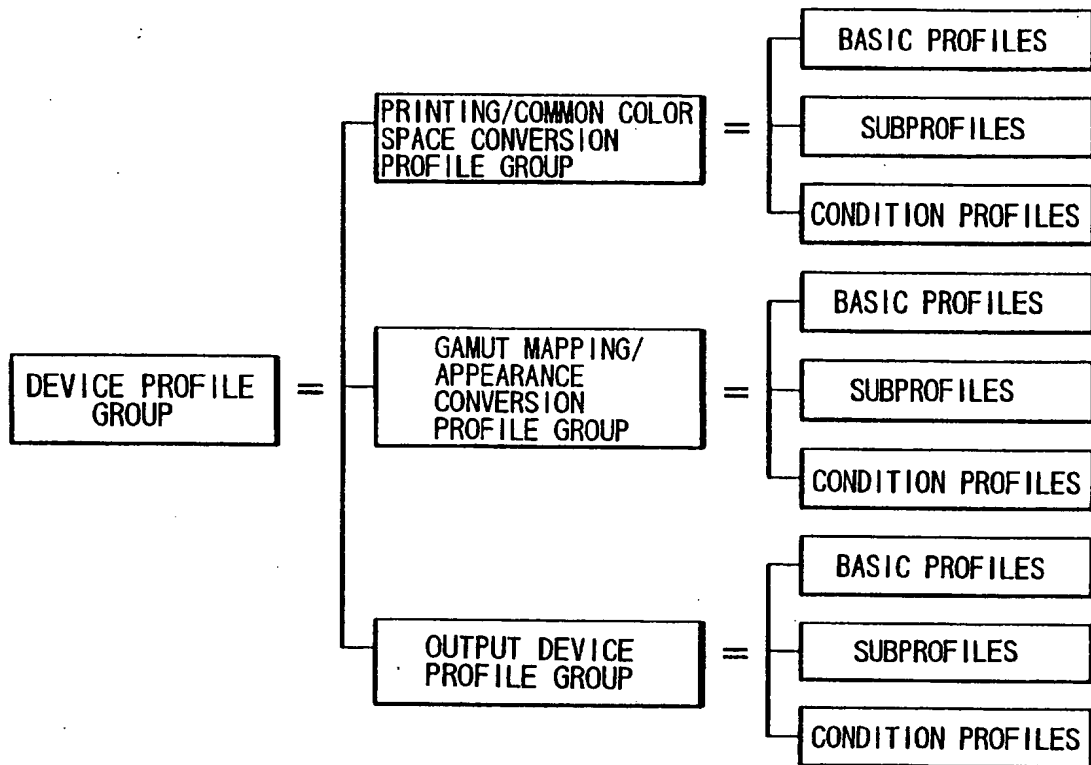 DEVICE PROFILE
GROUP
=
PRINTING/COMMON COLOR
SPACE CONVERSION
PROFILE GROUP
=
BASIC PROFILES
SUBPROFILES
CONDITION PROFILES
GAMUT MAPPING/
APPEARANCE
CONVERSION
PROFILE GROUP
=
BASIC PROFILES
SUBPROFILES
CONDITION PROFILES
OUTPUT DEVICE
PROFILE GROUP
=
BASIC PROFILES
SUBPROFILES
CONDITION PROFILES